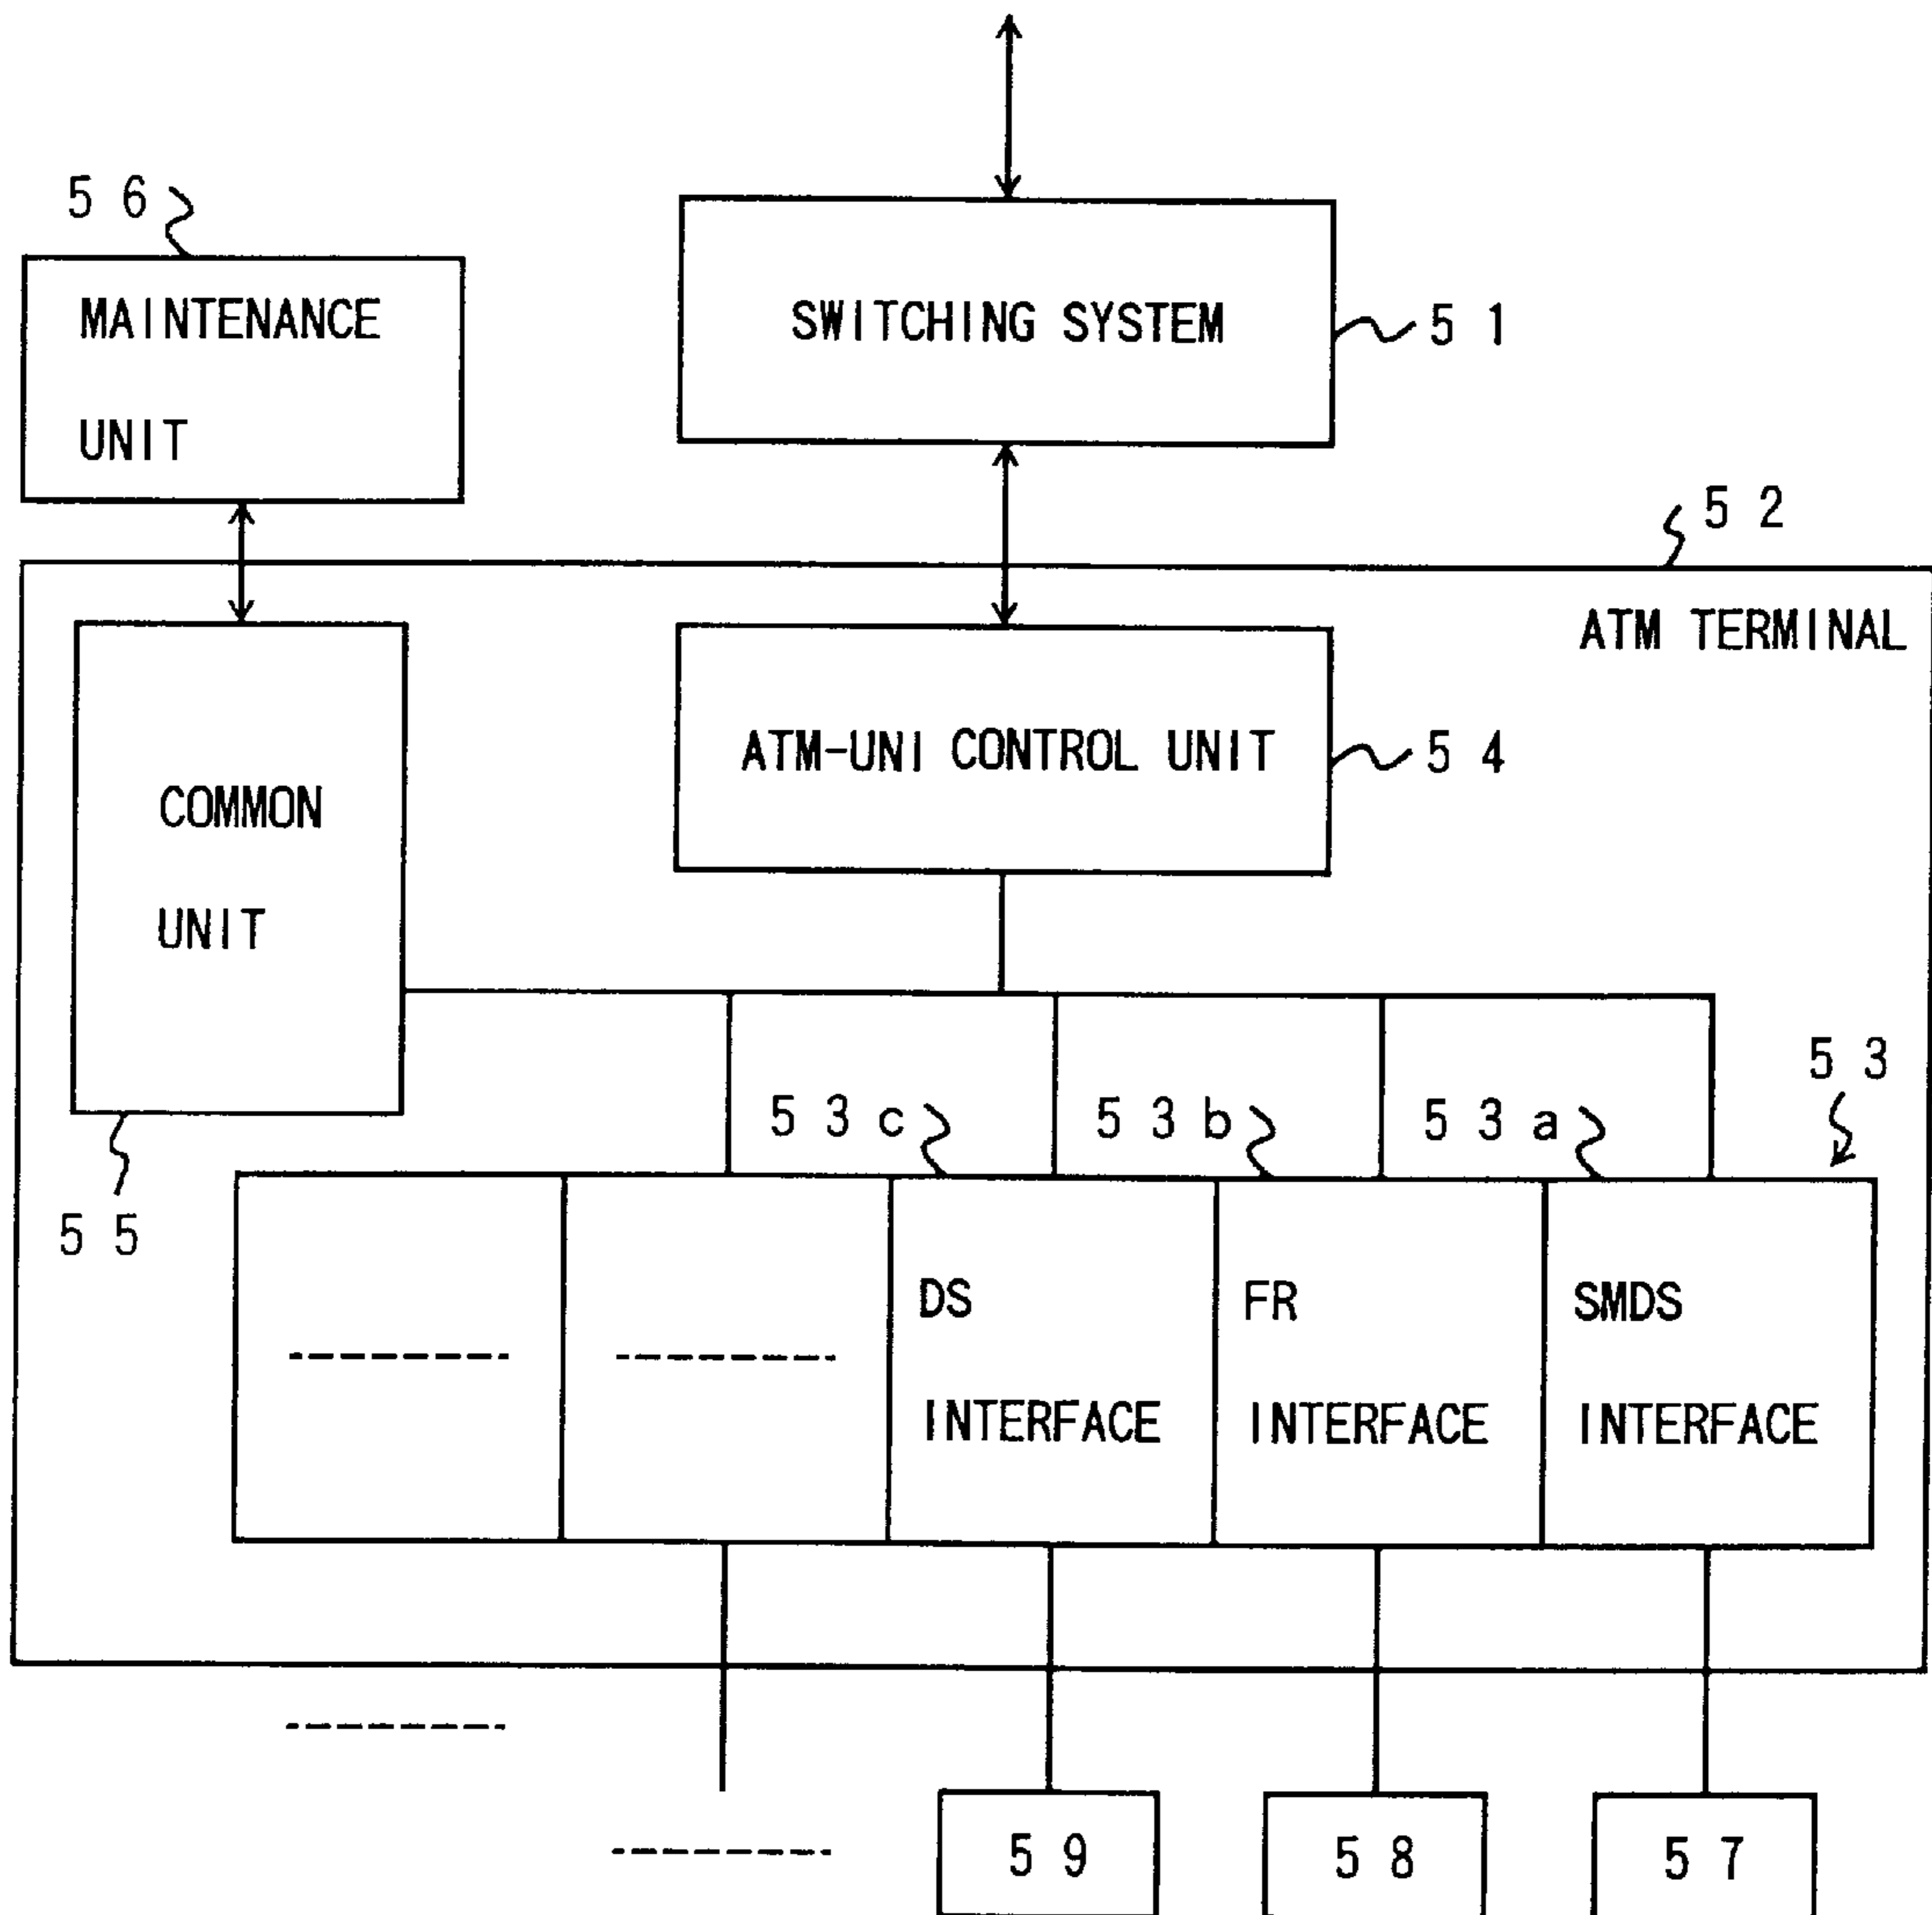 5 6
MAINTENANCE
UNIT
SWITCHING SYSTEM
5 1
5 2
ATM TERMINAL
COMMON
UNIT
ATM-UNI CONTROL UNIT
5 4
5 3
5 3 c
5 3 b
5 3 a
5 5
DS
INTERFACE
FR
INTERFACE
SMDS
INTERFACE
5 9
5 8
5 7